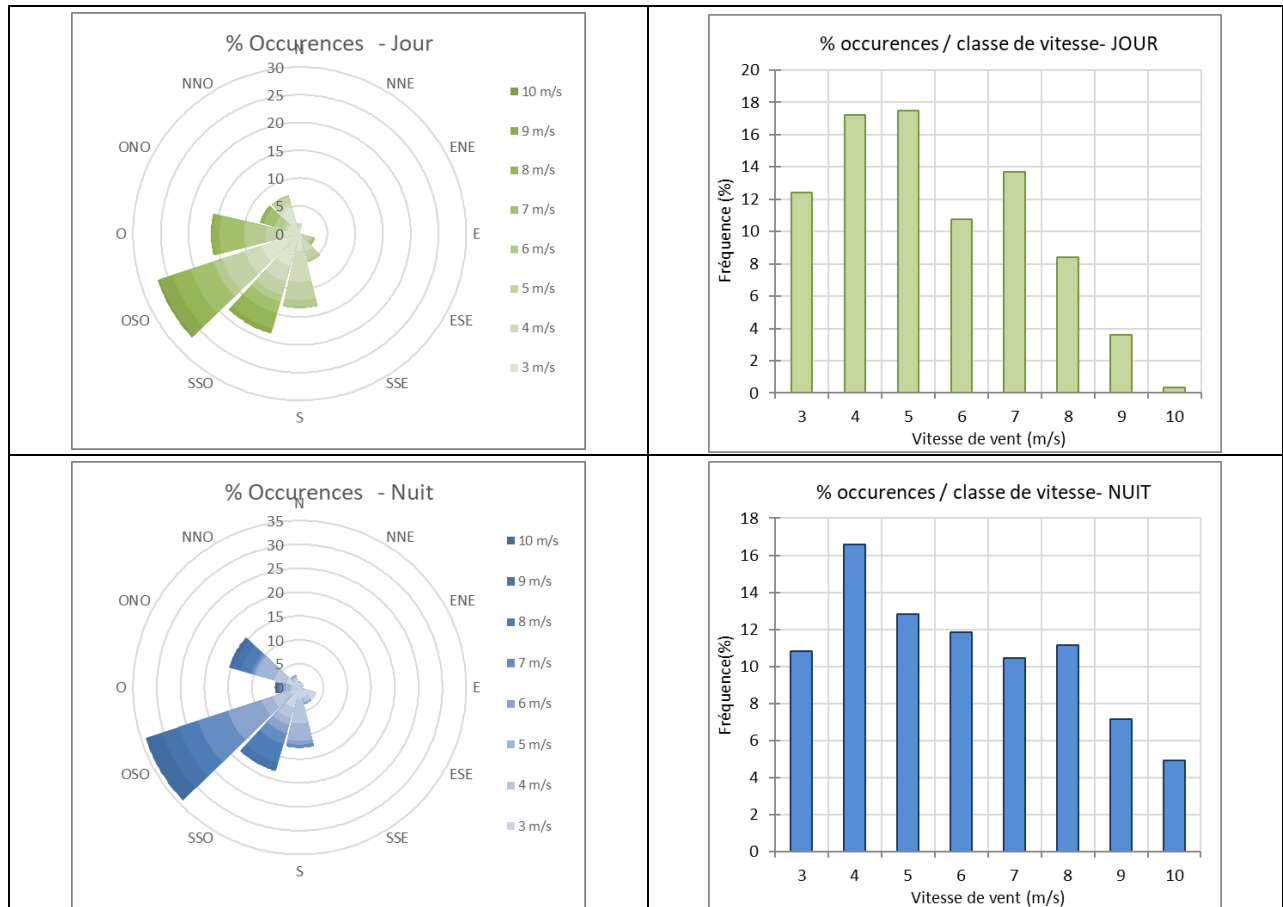 % Occurences - Jour
N
NNE
ENE
E
ESE
SSE
S
SSO
OSO
O
ONO
NNO
30
25
20
15
10
5
0
10 m/s
9 m/s
8 m/s
7 m/s
6 m/s
5 m/s
4 m/s
3 m/s
% occurences / classe de vitesse- JOUR
Fréquence (%)
20
18
16
14
12
10
8
6
4
2
0
3 4 5 6 7 8 9 10
Vitesse de vent (m/s)
% Occurences - Nuit
N
NNE
ENE
E
ESE
SSE
S
SSO
OSO
O
ONO
NNO
35
30
25
20
15
10
5
0
10 m/s
9 m/s
8 m/s
7 m/s
6 m/s
5 m/s
4 m/s
3 m/s
% occurences / classe de vitesse- NUIT
Fréquence(%)
18
16
14
12
10
8
6
4
2
0
3 4 5 6 7 8 9 10
Vitesse de vent (m/s)